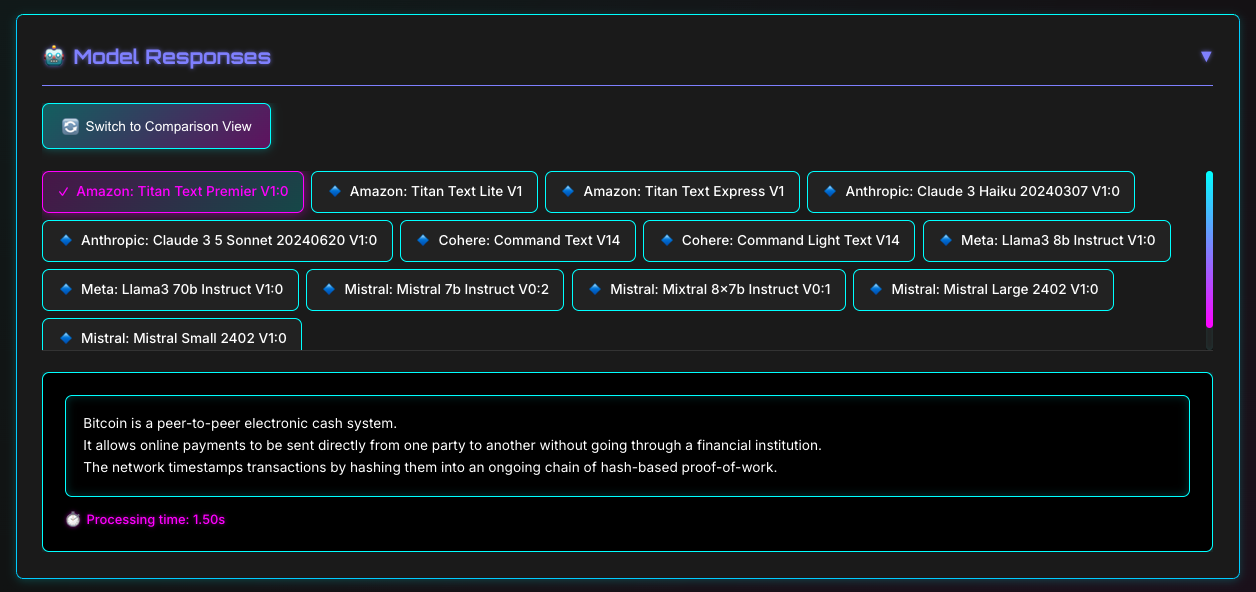 Model Responses
Switch to Comparison View
Amazon: Titan Text Premier V1:0
Amazon: Titan Text Lite V1
Amazon: Titan Text Express V1
Anthropic: Claude 3 Haiku 20240307 V1:0
Anthropic: Claude 3 5 Sonnet 20240620 V1:0
Cohere: Command Text V14
Cohere: Command Light Text V14
Meta: Llama3 8b Instruct V1:0
Meta: Llama3 70b Instruct V1:0
Mistral: Mistral 7b Instruct V0:2
Mistral: Mixtral 8×7b Instruct V0:1
Mistral: Mistral Large 2402 V1:0
Mistral: Mistral Small 2402 V1:0
Bitcoin is a peer-to-peer electronic cash system.
It allows online payments to be sent directly from one party to another without going through a financial institution.
The network timestamps transactions by hashing them into an ongoing chain of hash-based proof-of-work.
Processing time: 1.50s